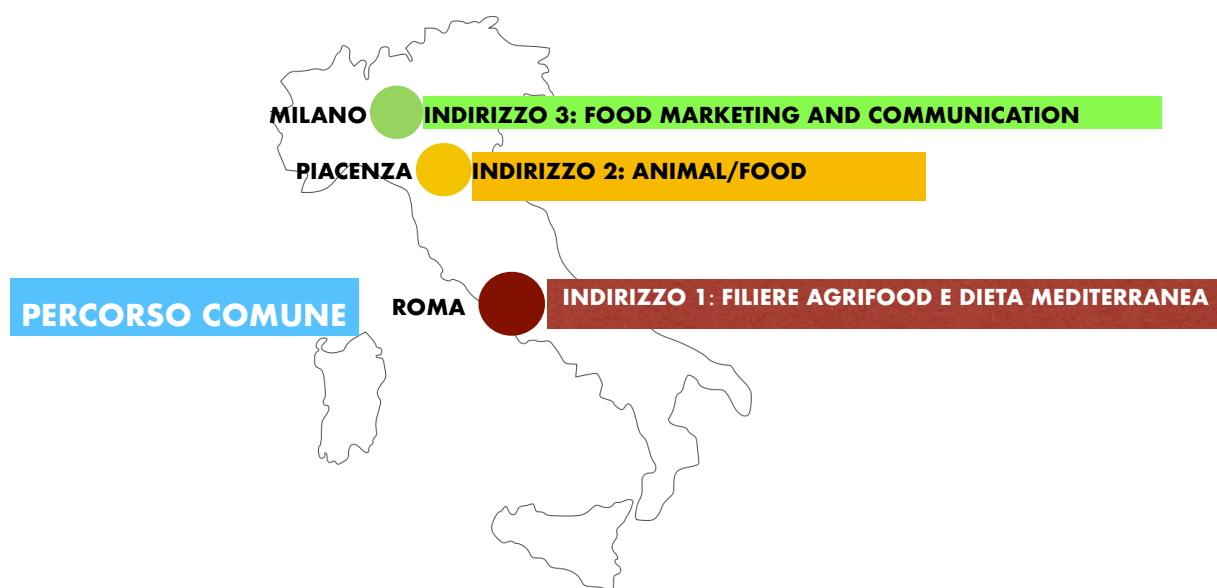 MILANO INDIRIZZO 3: FOOD MARKETING AND COMMUNICATION
PIACENZA INDIRIZZO 2: ANIMAL/FOOD
PERCORSO COMUNE
ROMA INDIRIZZO 1: FILIERE AGRIFOOD E DIETA MEDITERRANEA